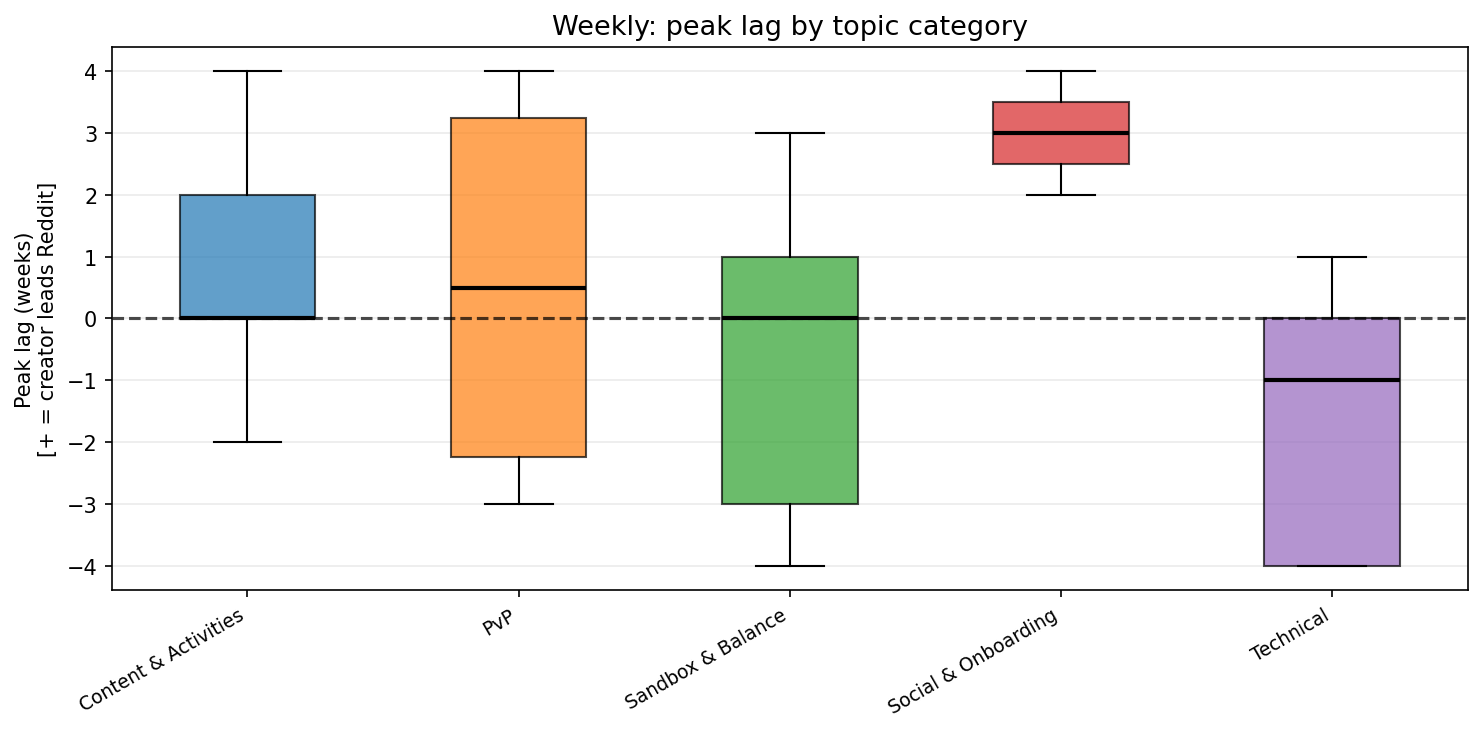 Weekly: peak lag by topic category
Peak lag (weeks)
[+ = creator leads Reddit]
4
3
2
1
0
−1
−2
−3
−4
Content & Activities
PvP
Sandbox & Balance
Social & Onboarding
Technical